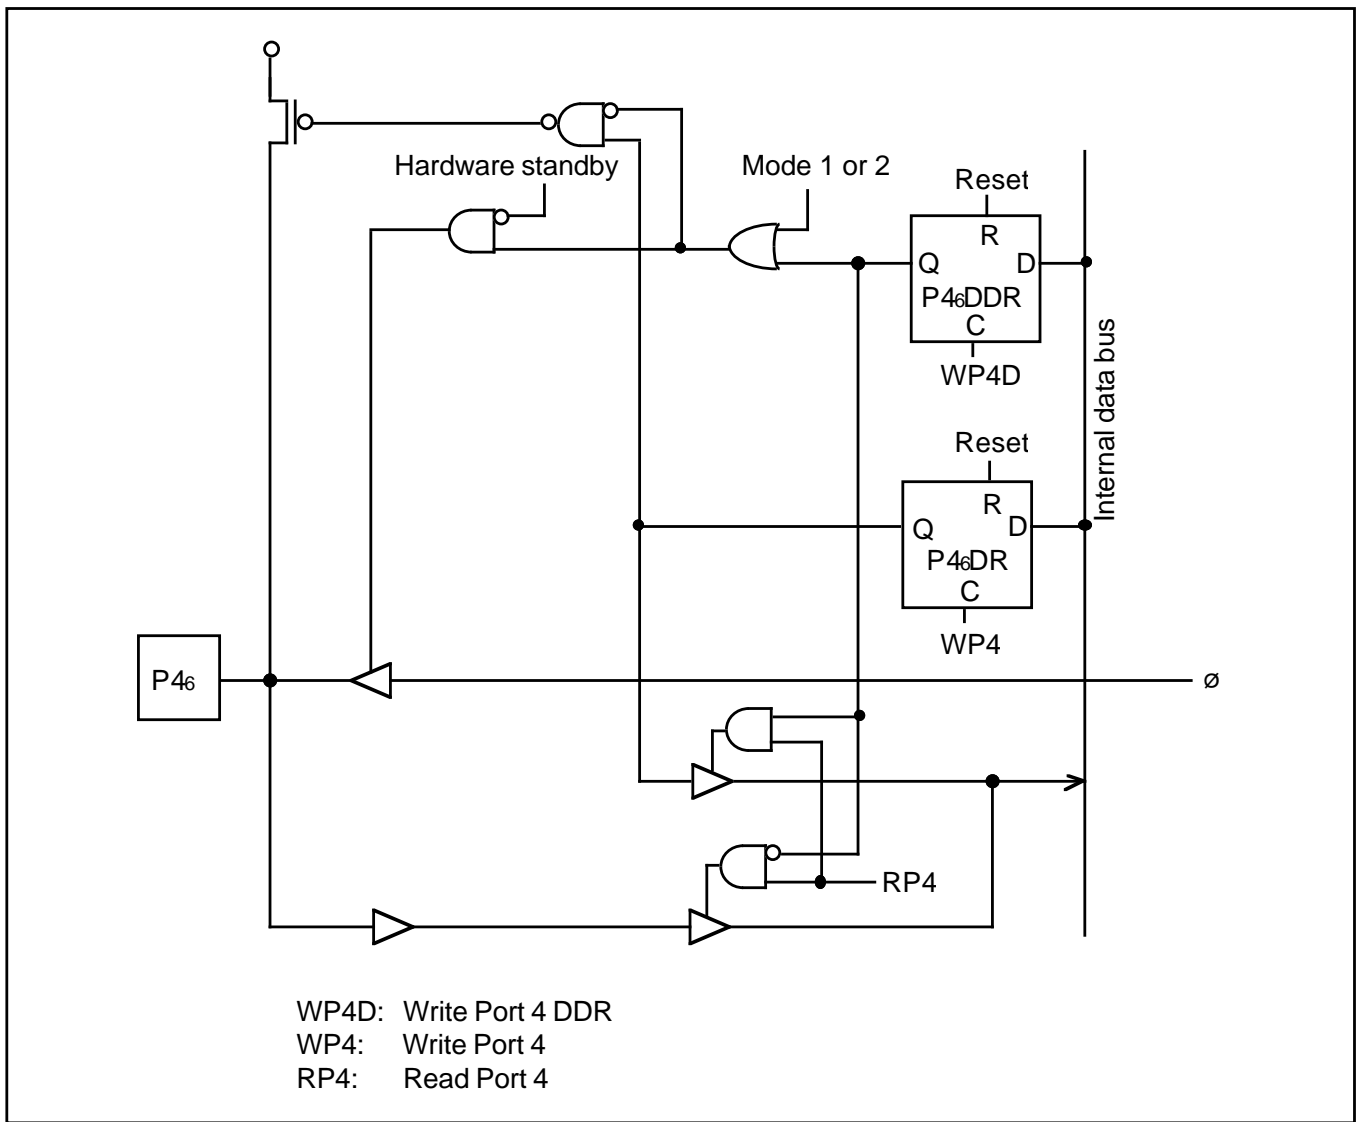 Hardware standby
Mode 1 or 2
Reset
R
Q
D
P4₆DDR
C
WP4D
Internal data bus
Reset
R
Q
D
P4₆DR
C
WP4
P4₆
ø
RP4
WP4D: Write Port 4 DDR
WP4: Write Port 4
RP4: Read Port 4